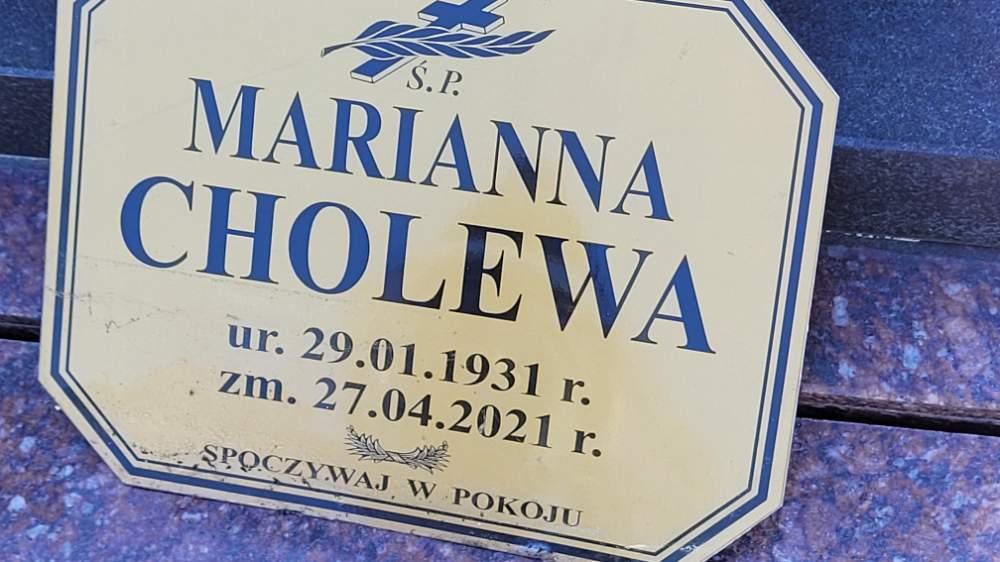 Ś.P.
MARIANNA
CHOLEWA
ur. 29.01.1931 r.
zm. 27.04.2021 r.
SPOCZYWAJ W POKOJU